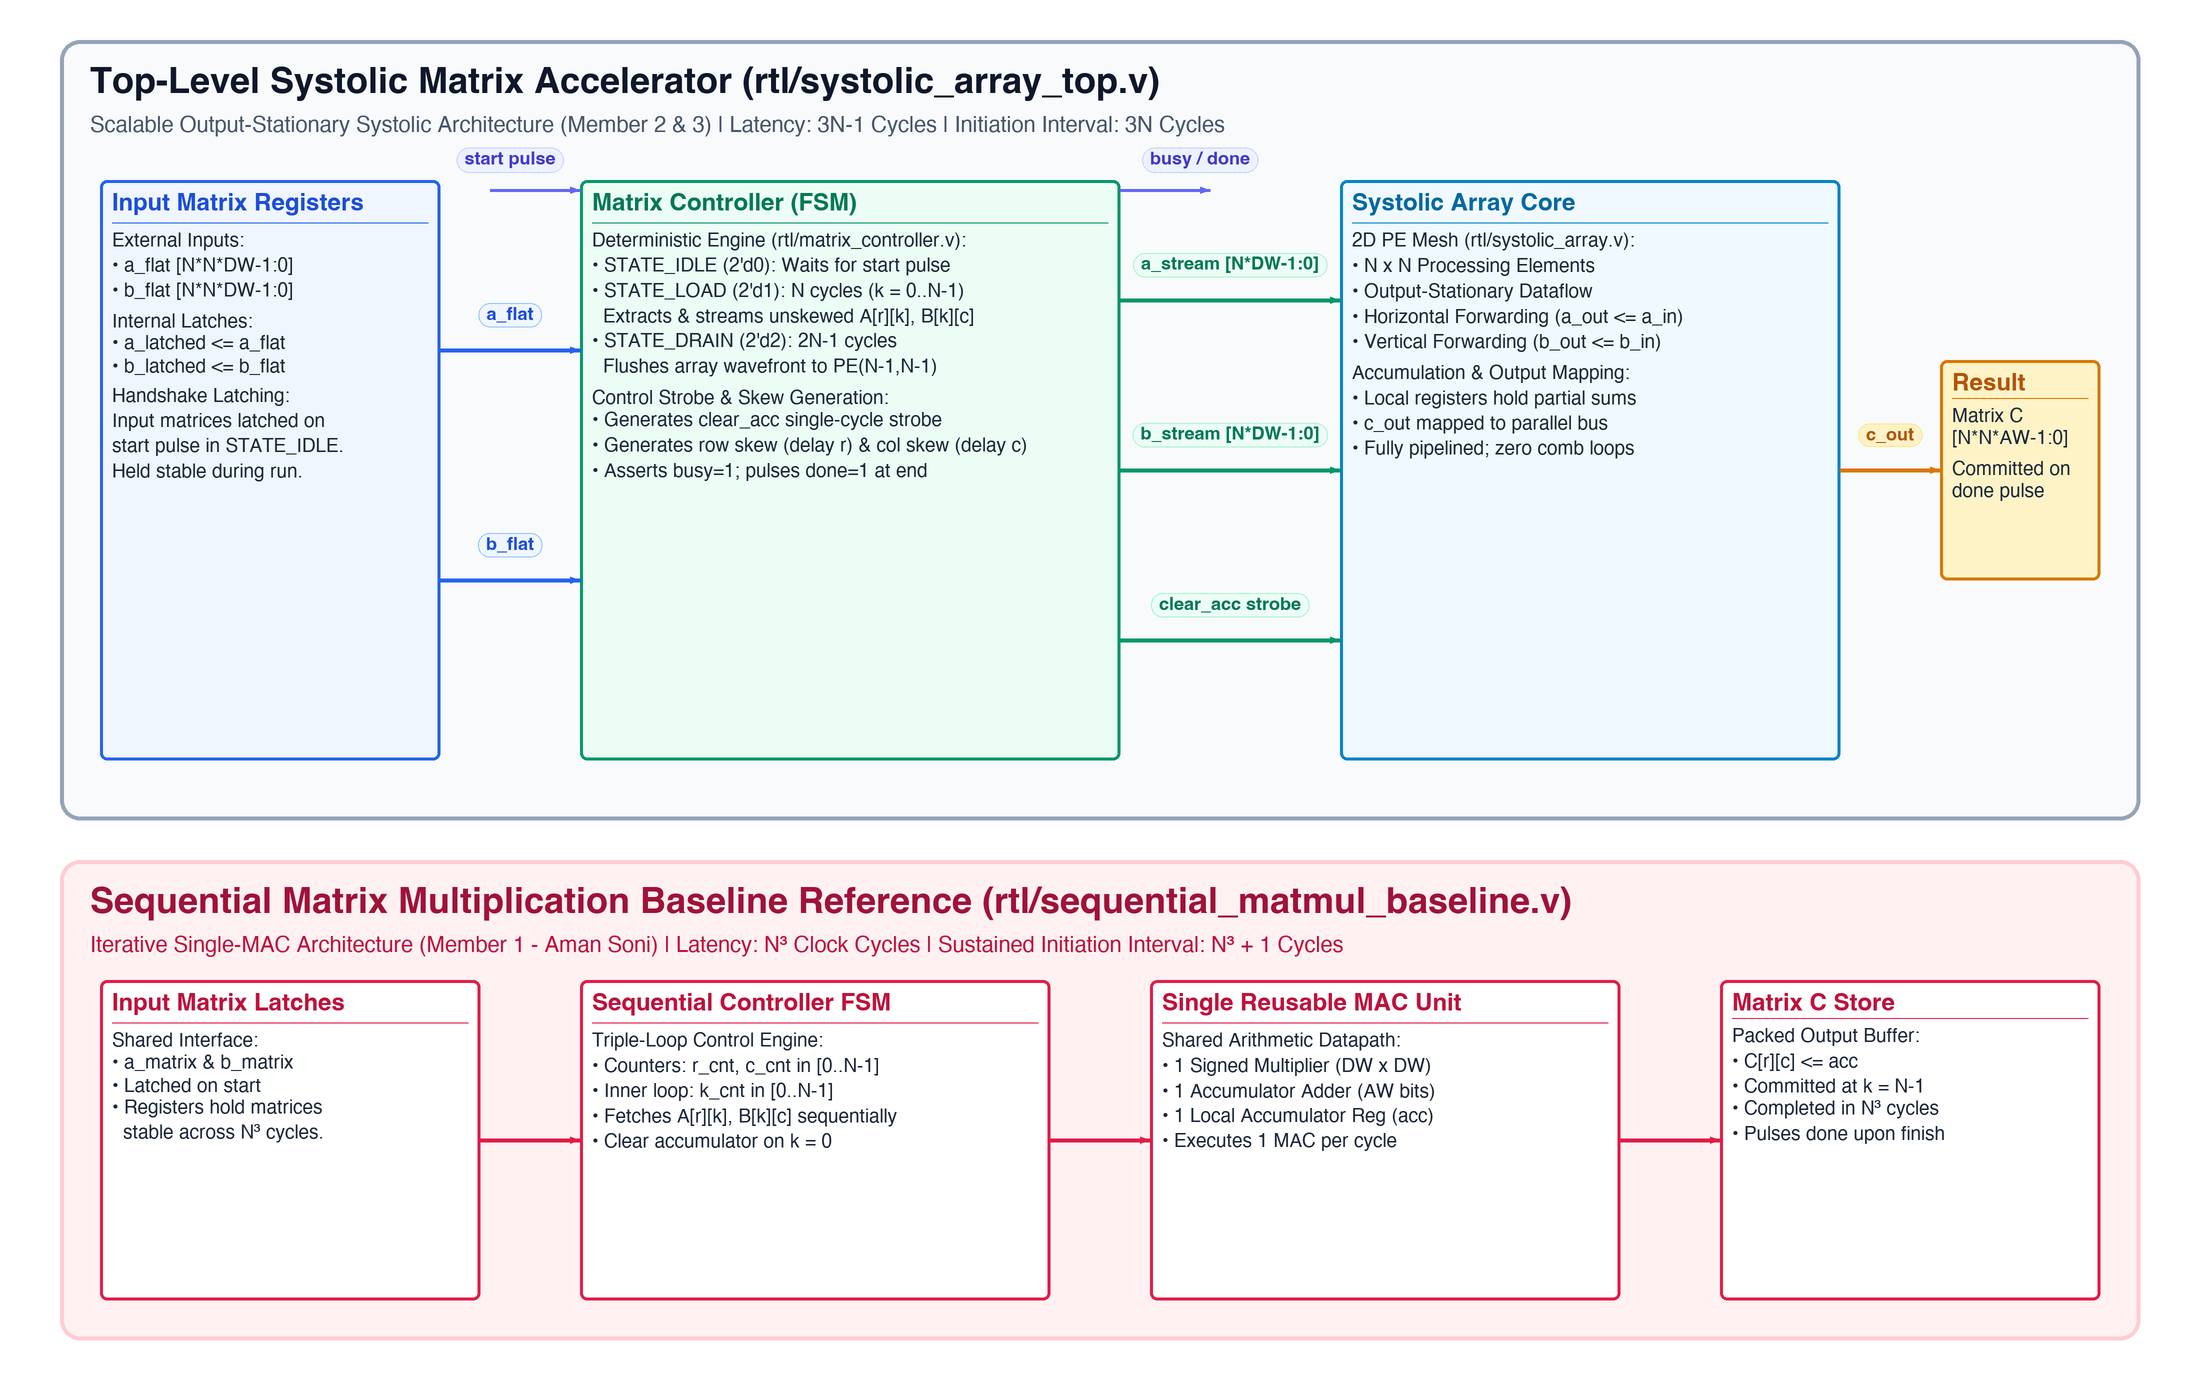 Top-Level Systolic Matrix Accelerator (rtl/systolic_array_top.v)
Scalable Output-Stationary Systolic Architecture (Member 2 & 3) | Latency: 3N-1 Cycles | Initiation Interval: 3N Cycles
start pulse
busy / done
Input Matrix Registers
External Inputs:
• a_flat [N*N*DW-1:0]
• b_flat [N*N*DW-1:0]
Internal Latches:
• a_latched <= a_flat
• b_latched <= b_flat
Handshake Latching:
Input matrices latched on
start pulse in STATE_IDLE.
Held stable during run.
a_flat
b_flat
Matrix Controller (FSM)
Deterministic Engine (rtl/matrix_controller.v):
• STATE_IDLE (2'd0): Waits for start pulse
• STATE_LOAD (2'd1): N cycles (k = 0..N-1)
Extracts & streams unskewed A[r][k], B[k][c]
• STATE_DRAIN (2'd2): 2N-1 cycles
Flushes array wavefront to PE(N-1,N-1)
Control Strobe & Skew Generation:
• Generates clear_acc single-cycle strobe
• Generates row skew (delay r) & col skew (delay c)
• Asserts busy=1; pulses done=1 at end
a_stream [N*DW-1:0]
b_stream [N*DW-1:0]
clear_acc strobe
Systolic Array Core
2D PE Mesh (rtl/systolic_array.v):
• N x N Processing Elements
• Output-Stationary Dataflow
• Horizontal Forwarding (a_out <= a_in)
• Vertical Forwarding (b_out <= b_in)
Accumulation & Output Mapping:
• Local registers hold partial sums
• c_out mapped to parallel bus
• Fully pipelined; zero comb loops
c_out
Result
Matrix C
[N*N*AW-1:0]
Committed on
done pulse
Sequential Matrix Multiplication Baseline Reference (rtl/sequential_matmul_baseline.v)
Iterative Single-MAC Architecture (Member 1 - Aman Soni) | Latency: N³ Clock Cycles | Sustained Initiation Interval: N³ + 1 Cycles
Input Matrix Latches
Shared Interface:
• a_matrix & b_matrix
• Latched on start
• Registers hold matrices
stable across N³ cycles.
Sequential Controller FSM
Triple-Loop Control Engine:
• Counters: r_cnt, c_cnt in [0..N-1]
• Inner loop: k_cnt in [0..N-1]
• Fetches A[r][k], B[k][c] sequentially
• Clear accumulator on k = 0
Single Reusable MAC Unit
Shared Arithmetic Datapath:
• 1 Signed Multiplier (DW x DW)
• 1 Accumulator Adder (AW bits)
• 1 Local Accumulator Reg (acc)
• Executes 1 MAC per cycle
Matrix C Store
Packed Output Buffer:
• C[r][c] <= acc
• Committed at k = N-1
• Completed in N³ cycles
• Pulses done upon finish